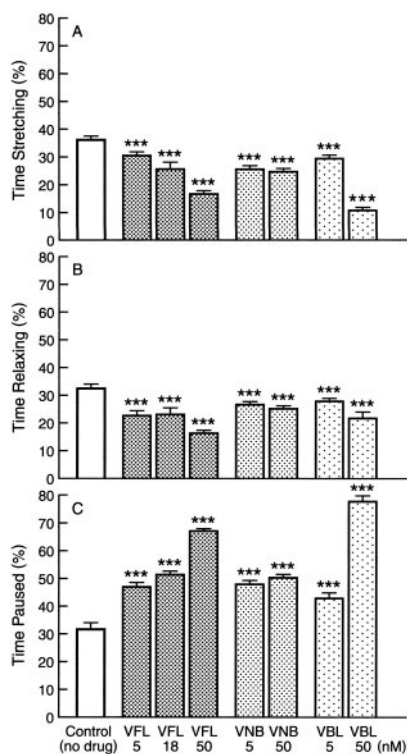 A
Time Stretching (%)
80
70
60
50
40
30
20
10
0
*** *** *** *** *** *** ***
B
Time Relaxing (%)
80
70
60
50
40
30
20
10
0
*** *** *** *** *** *** ***
C
Time Paused (%)
80
70
60
50
40
30
20
10
0
*** *** *** *** *** *** ***
Control VFL VFL VFL VNB VNB VBL VBL
(no drug) 5 18 50 5 50 5 50 (nM)